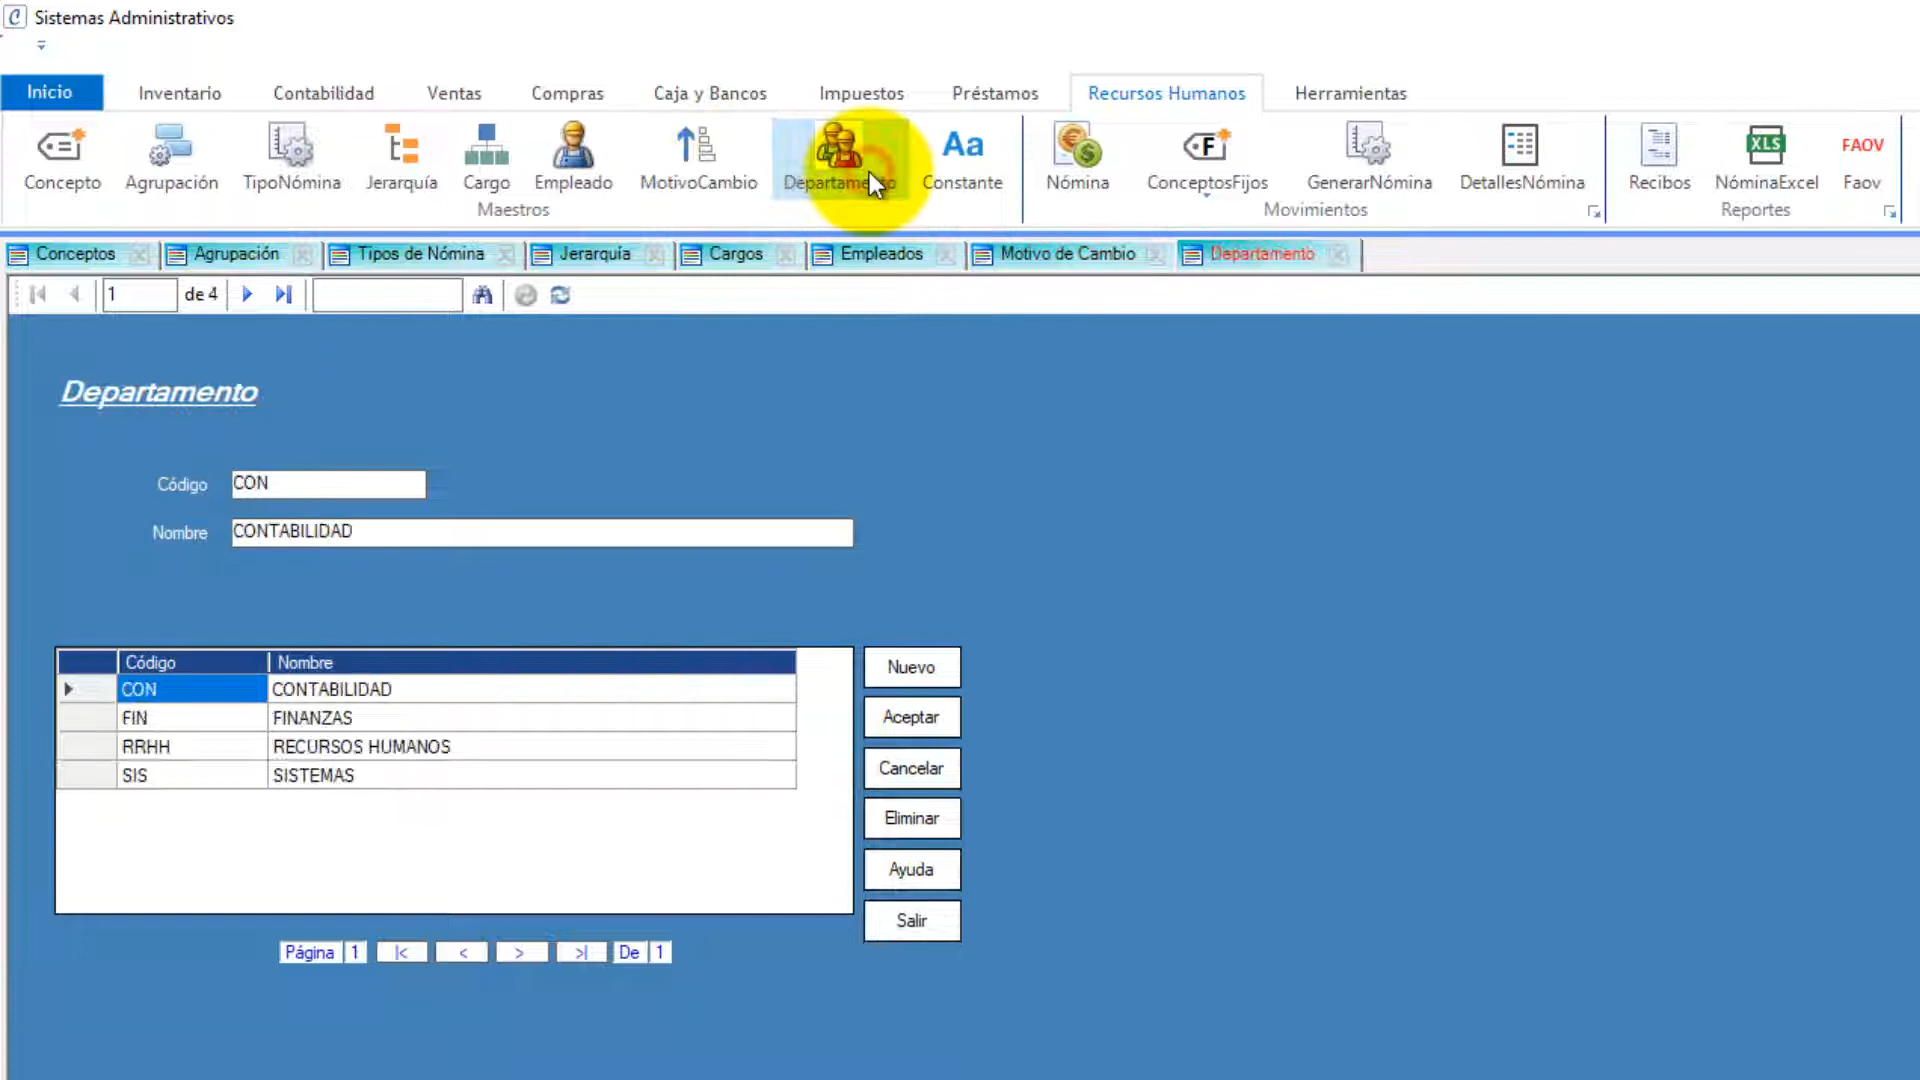 Sistemas Administrativos
Inicio Inventario Contabilidad Ventas Compras Caja y Bancos Impuestos Préstamos Recursos Humanos Herramientas
Aa F XLS FAOV
Concepto Agrupación TipoNómina Jerarquía Cargo Empleado MotivoCambio Departamento Constante Nómina ConceptosFijos GenerarNómina DetallesNómina Recibos NóminaExcel Faov
Maestros Movimientos Reportes
Conceptos Agrupación Tipos de Nómina Jerarquía Cargos Empleados Motivo de Cambio Departamento
1 de 4
Departamento
Código CON
Nombre CONTABILIDAD
Código Nombre
CON CONTABILIDAD
FIN FINANZAS
RRHH RECURSOS HUMANOS
SIS SISTEMAS
Nuevo
Aceptar
Cancelar
Eliminar
Ayuda
Salir
Página 1 |< < > >| De 1